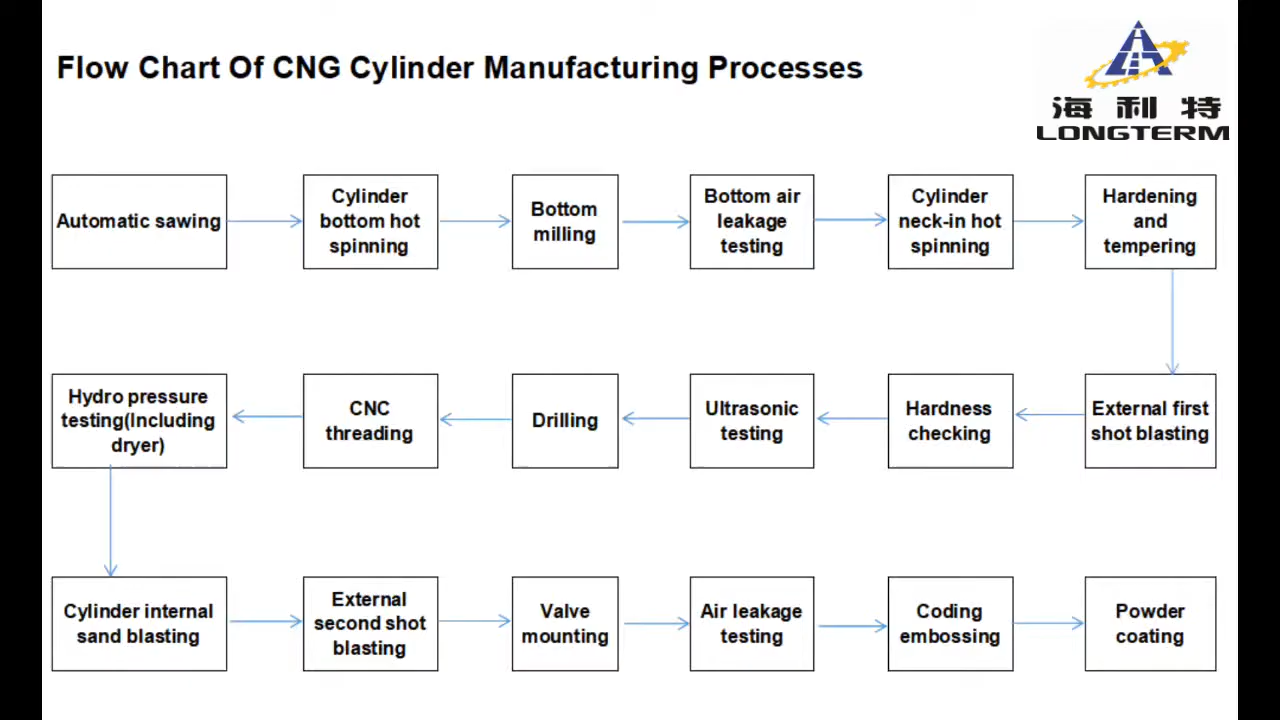 Flow Chart Of CNG Cylinder Manufacturing Processes
海利特
LONGTERM
Automatic sawing
Cylinder
bottom hot
spinning
Bottom
milling
Bottom air
leakage
testing
Cylinder
neck-in hot
spinning
Hardening
and
tempering
External first
shot blasting
Hardness
checking
Ultrasonic
testing
Drilling
CNC
threading
Hydro pressure
testing(Including
dryer)
Cylinder internal
sand blasting
External
second shot
blasting
Valve
mounting
Air leakage
testing
Coding
embossing
Powder
coating